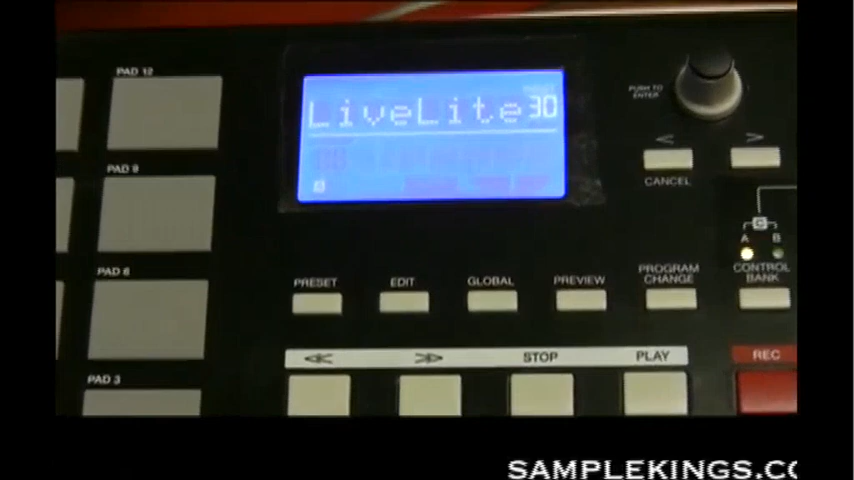 PAD 12
LiveLite 30
PUSH TO
ENTER
< >
CANCEL
PAD 9
C
A B
PAD 6
PRESET EDIT GLOBAL PREVIEW PROGRAM CHANGE CONTROL BANK
PAD 3
<< >> STOP PLAY REC
SAMPLEKINGS.CO